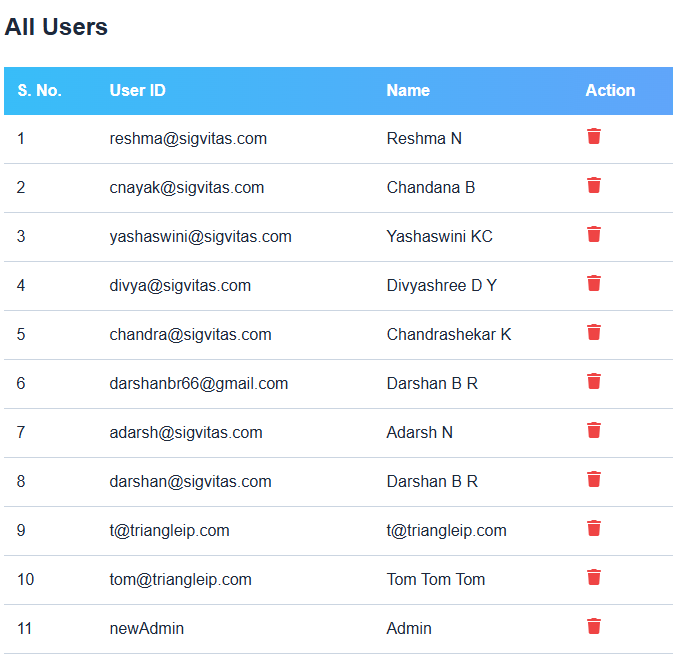 All Users
S. No. User ID Name Action
1 reshma@sigvitas.com Reshma N
2 cnayak@sigvitas.com Chandana B
3 yashaswini@sigvitas.com Yashaswini KC
4 divya@sigvitas.com Divyashree D Y
5 chandra@sigvitas.com Chandrashekar K
6 darshanbr66@gmail.com Darshan B R
7 adarsh@sigvitas.com Adarsh N
8 darshan@sigvitas.com Darshan B R
9 t@triangleip.com t@triangleip.com
10 tom@triangleip.com Tom Tom Tom
11 newAdmin Admin